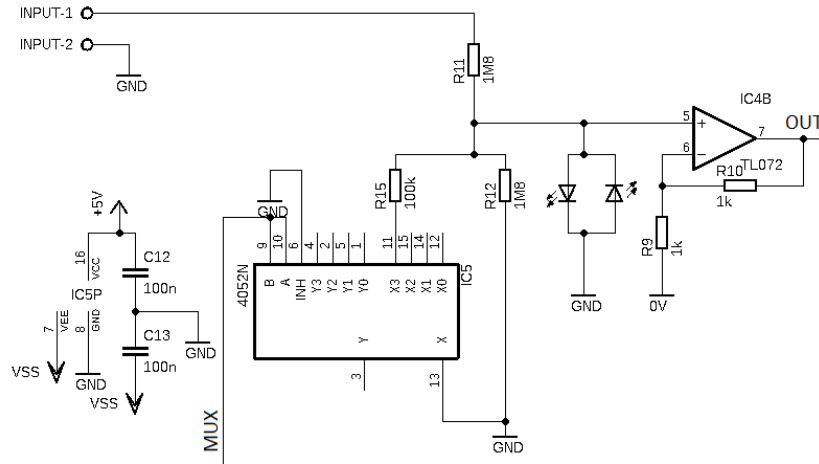 INPUT-1
INPUT-2
GND
R11
1M8
IC4B
5
+
7
OUT
6
−
TL072
R10
1k
R9
1k
0V
GND
R15
100k
R12
1M8
GND
9
10
6
4
2
5
1
11
15
14
12
4052N
B
A
INH
Y3
Y2
Y1
Y0
X3
X2
X1
X0
IC5
Y
X
3
13
GND
MUX
+5V
16
VCC
C12
100n
IC5P
7
VEE
8
GND
C13
100n
GND
VSS
GND
VSS